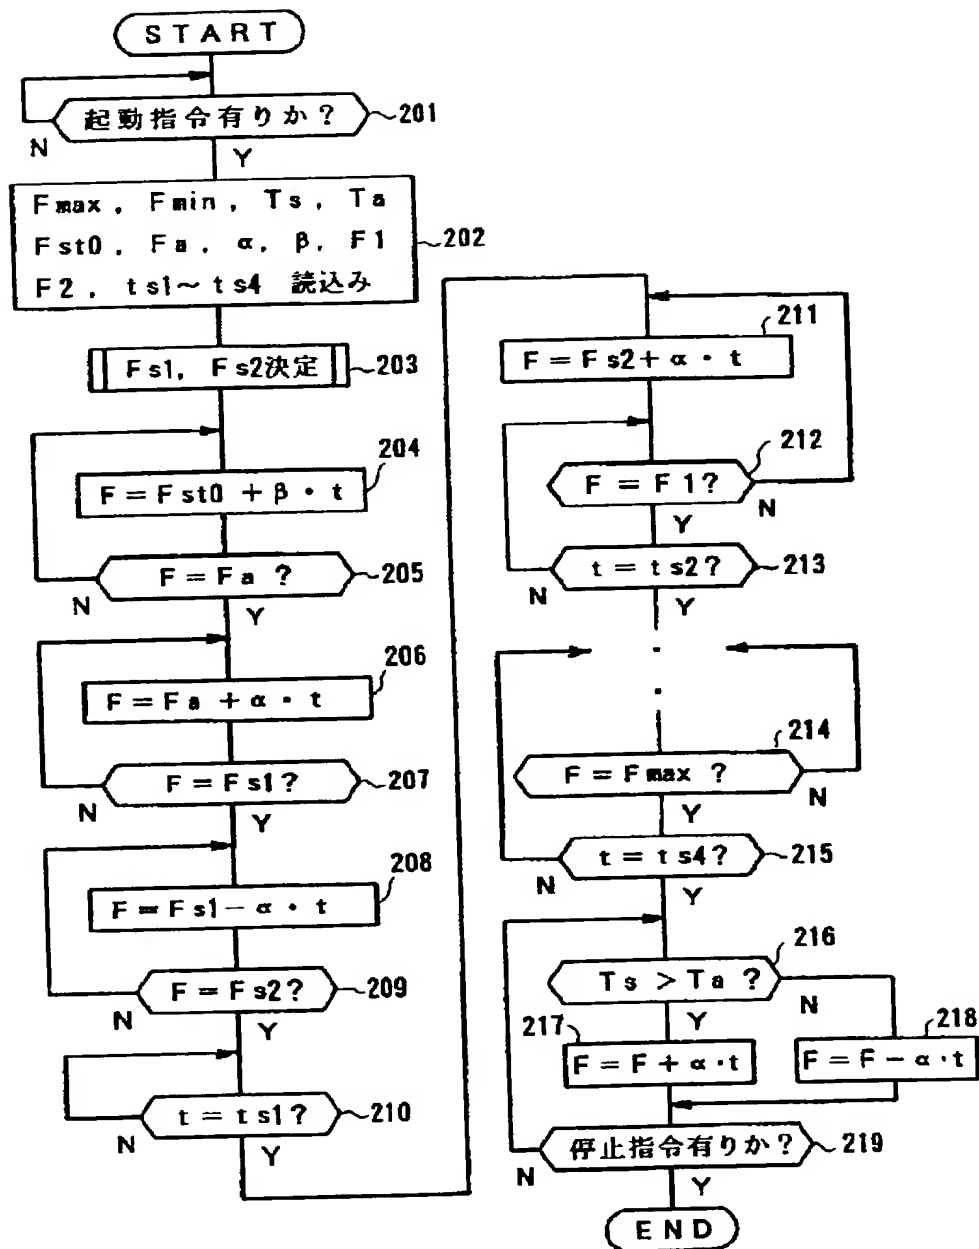 START
起動指令有りか？
201
N
Y
Fmax, Fmin, Ts, Ta
Fst0, Fa, α, β, F1
F2, ts1～ts4 読込み
202
Fs1, Fs2決定
203
204
F=Fst0+β・t
F=Fa?
205
N
Y
206
F=Fa+α・t
F=Fs1?
207
N
Y
208
F=Fs1-α・t
F=Fs2?
209
N
Y
t=ts1?
210
N
Y
211
F=Fs2+α・t
212
F=F1?
N
Y
t=ts2?
213
N
Y
214
F=Fmax?
N
Y
t=ts4?
215
N
Y
216
Ts>Ta?
N
Y
217
F=F+α・t
218
F=F-α・t
停止指令有りか？
219
N
Y
END